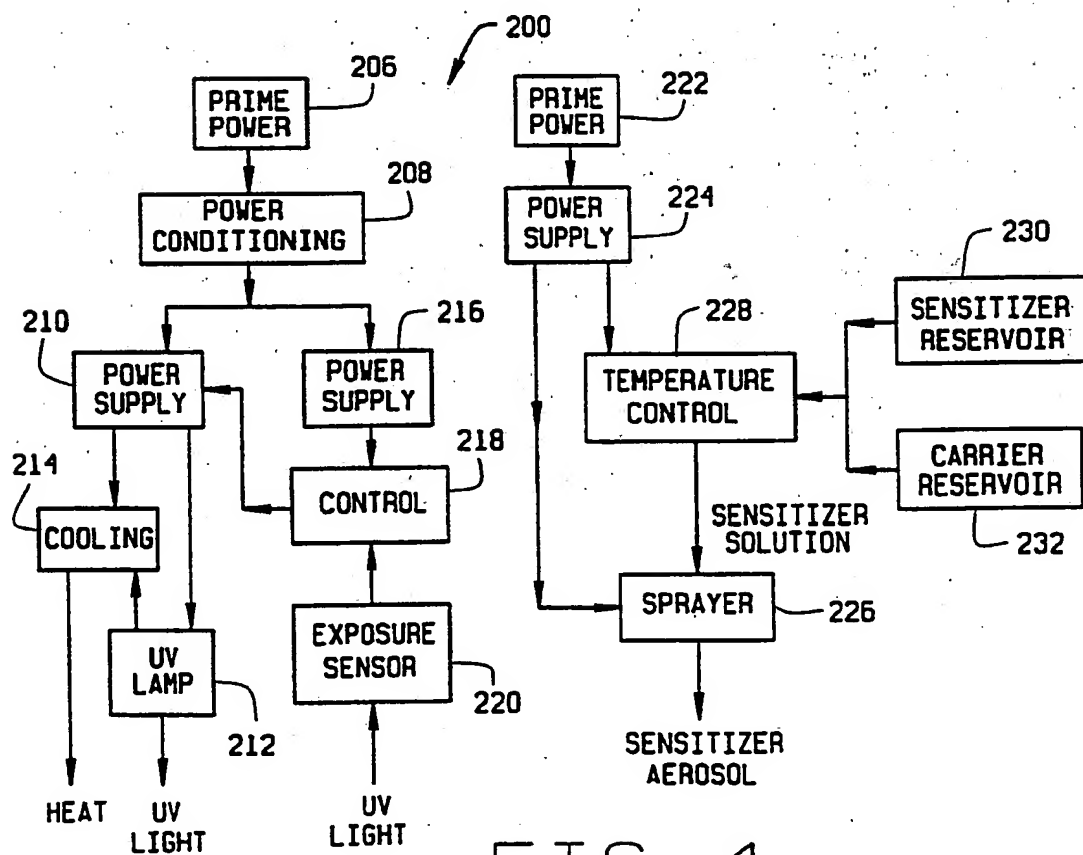 200
206
PRIME
POWER
222
PRIME
POWER
208
POWER
CONDITIONING
224
POWER
SUPPLY
230
SENSITIZER
RESERVOIR
210
POWER
SUPPLY
216
POWER
SUPPLY
228
TEMPERATURE
CONTROL
214
COOLING
218
CONTROL
CARRIER
RESERVOIR
232
SENSITIZER
SOLUTION
SPRAYER
226
UV
LAMP
212
EXPOSURE
SENSOR
220
SENSITIZER
AEROSOL
HEAT
UV
LIGHT
UV
LIGHT